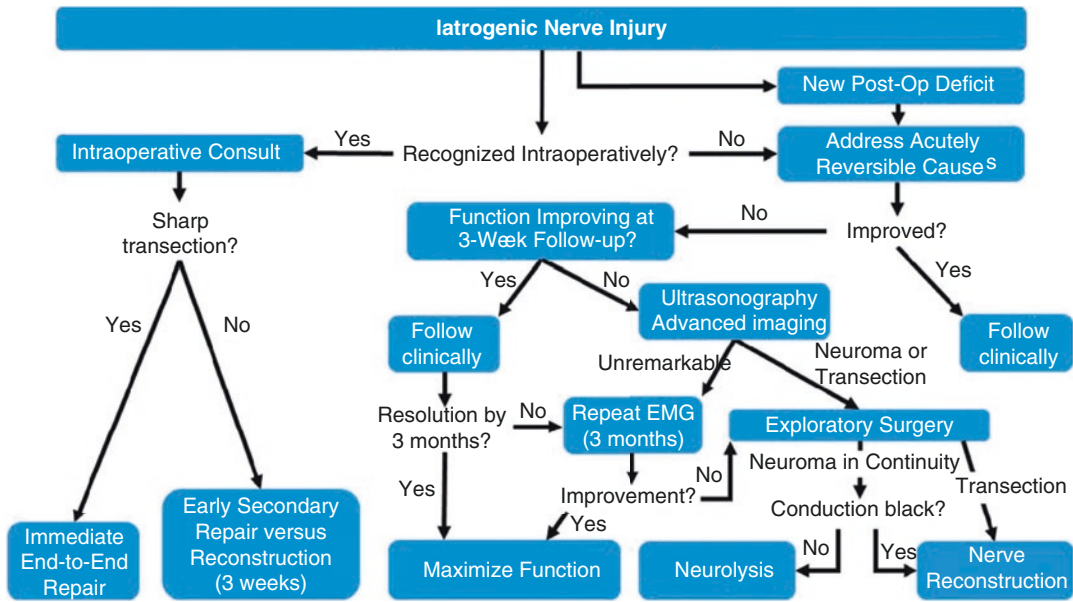 Iatrogenic Nerve Injury
New Post-Op Deficit
Yes
No
Intraoperative Consult
Recognized Intraoperatively?
Address Acutely
Reversible Causes
Sharp
transection?
Function Improving at
3-Week Follow-up?
No
Improved?
Yes
No
Yes
Yes
No
Ultrasonography
Advanced imaging
Follow
clinically
Follow
clinically
Unremarkable
Neuroma or
Transection
Resolution by
3 months?
No
Repeat EMG
(3 months)
Exploratory Surgery
Neuroma in Continuity
No
Transection
Yes
Improvement?
Conduction black?
Yes
No
Yes
Immediate
End-to-End
Repair
Early Secondary
Repair versus
Reconstruction
(3 weeks)
Maximize Function
Neurolysis
Nerve
Reconstruction